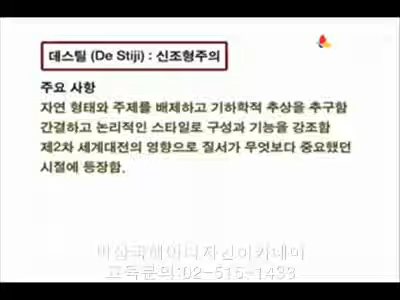 데스틸 (De Stiji) : 신조형주의
주요 사항
자연 형태와 주제를 배제하고 기하학적 추상을 추구함
간결하고 논리적인 스타일로 구성과 기능을 강조함
제2차 세계대전의 영향으로 질서가 무엇보다 중요했던
시절에 등장함.
교육문의:02-515-1433